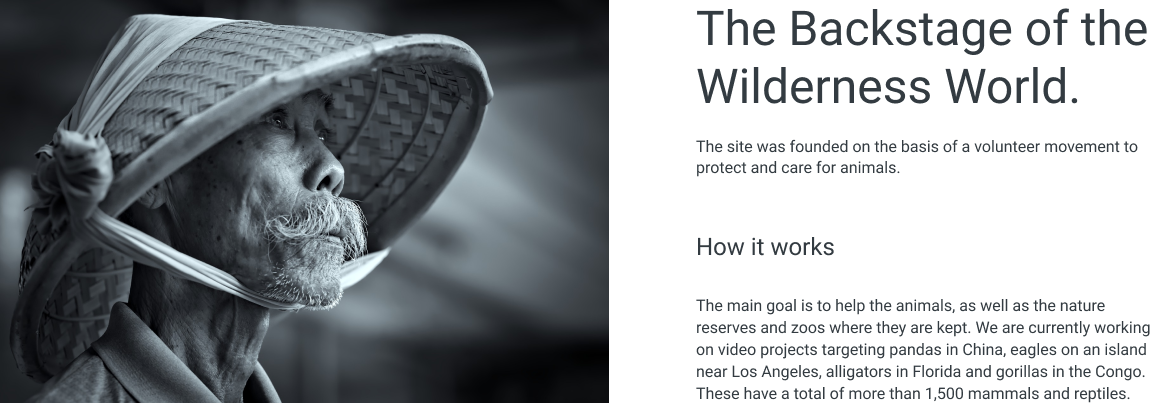 The Backstage of the
Wilderness World.
The site was founded on the basis of a volunteer movement to
protect and care for animals.
How it works
The main goal is to help the animals, as well as the nature
reserves and zoos where they are kept. We are currently working
on video projects targeting pandas in China, eagles on an island
near Los Angeles, alligators in Florida and gorillas in the Congo.
These have a total of more than 1,500 mammals and reptiles.